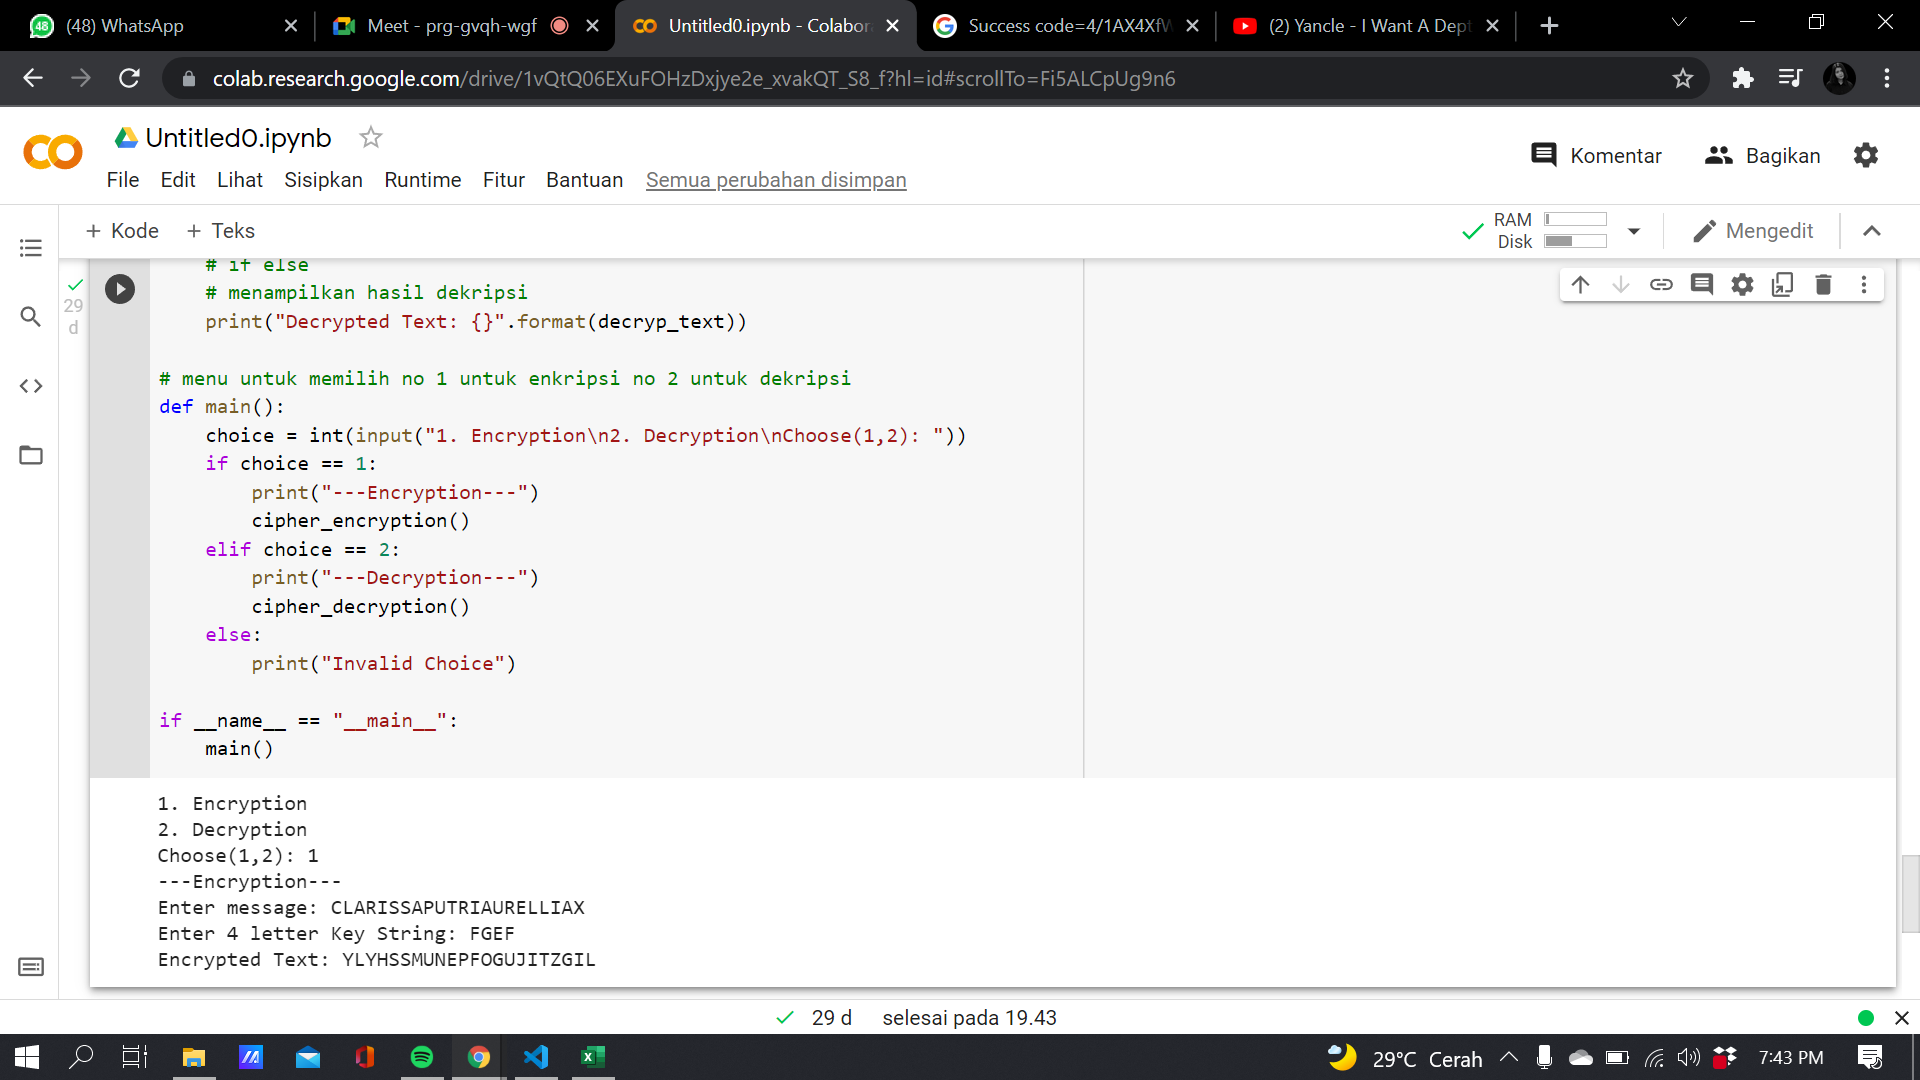 (48) WhatsApp
Meet - prg-gvqh-wgf
Untitled0.ipynb - Colabora
Success code=4/1AX4XfW
(2) Yancle - I Want A Dept
colab.research.google.com/drive/1vQtQ06EXuFOHzDxjye2e_xvakQT_S8_f?hl=id#scrollTo=Fi5ALCpUg9n6
Untitled0.ipynb
Komentar
Bagikan
File Edit Lihat Sisipkan Runtime Fitur Bantuan Semua perubahan disimpan
+ Kode + Teks
RAM
Disk
Mengedit
29
d
# if else
# menampilkan hasil dekripsi
print("Decrypted Text: {}".format(decryp_text))
# menu untuk memilih no 1 untuk enkripsi no 2 untuk dekripsi
def main():
choice = int(input("1. Encryption\n2. Decryption\nChoose(1,2): "))
if choice == 1:
print("---Encryption---")
cipher_encryption()
elif choice == 2:
print("---Decryption---")
cipher_decryption()
else:
print("Invalid Choice")
if __name__ == "__main__":
main()
1. Encryption
2. Decryption
Choose(1,2): 1
---Encryption---
Enter message: CLARISSAPUTRIAURELLIAX
Enter 4 letter Key String: FGEF
Encrypted Text: YLYHSSMUNEPFOGUJITZGIL
29 d selesai pada 19.43
29°C Cerah
7:43 PM